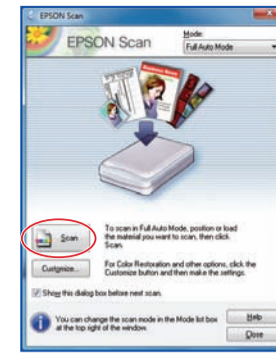 EPSON Scan
EPSON Scan
Mode:
Full Auto Mode
Scan
To scan in Full Auto Mode, position or load
the material you want to scan, then click
Scan.
Customize...
For Color Restoration and other options, click the
Customize button and then make the settings.
Show this dialog box before next scan.
You can change the scan mode in the Mode list box
at the top right of the window.
Help
Close